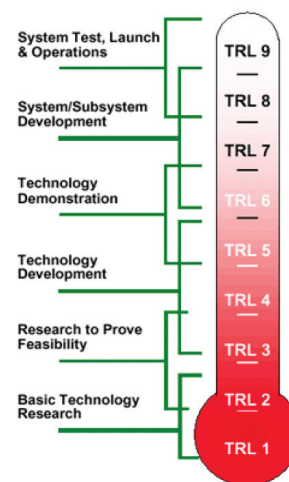 System Test, Launch
& Operations
System/Subsystem
Development
Technology
Demonstration
Technology
Development
Research to Prove
Feasibility
Basic Technology
Research
TRL 9
TRL 8
TRL 7
TRL 6
TRL 5
TRL 4
TRL 3
TRL 2
TRL 1